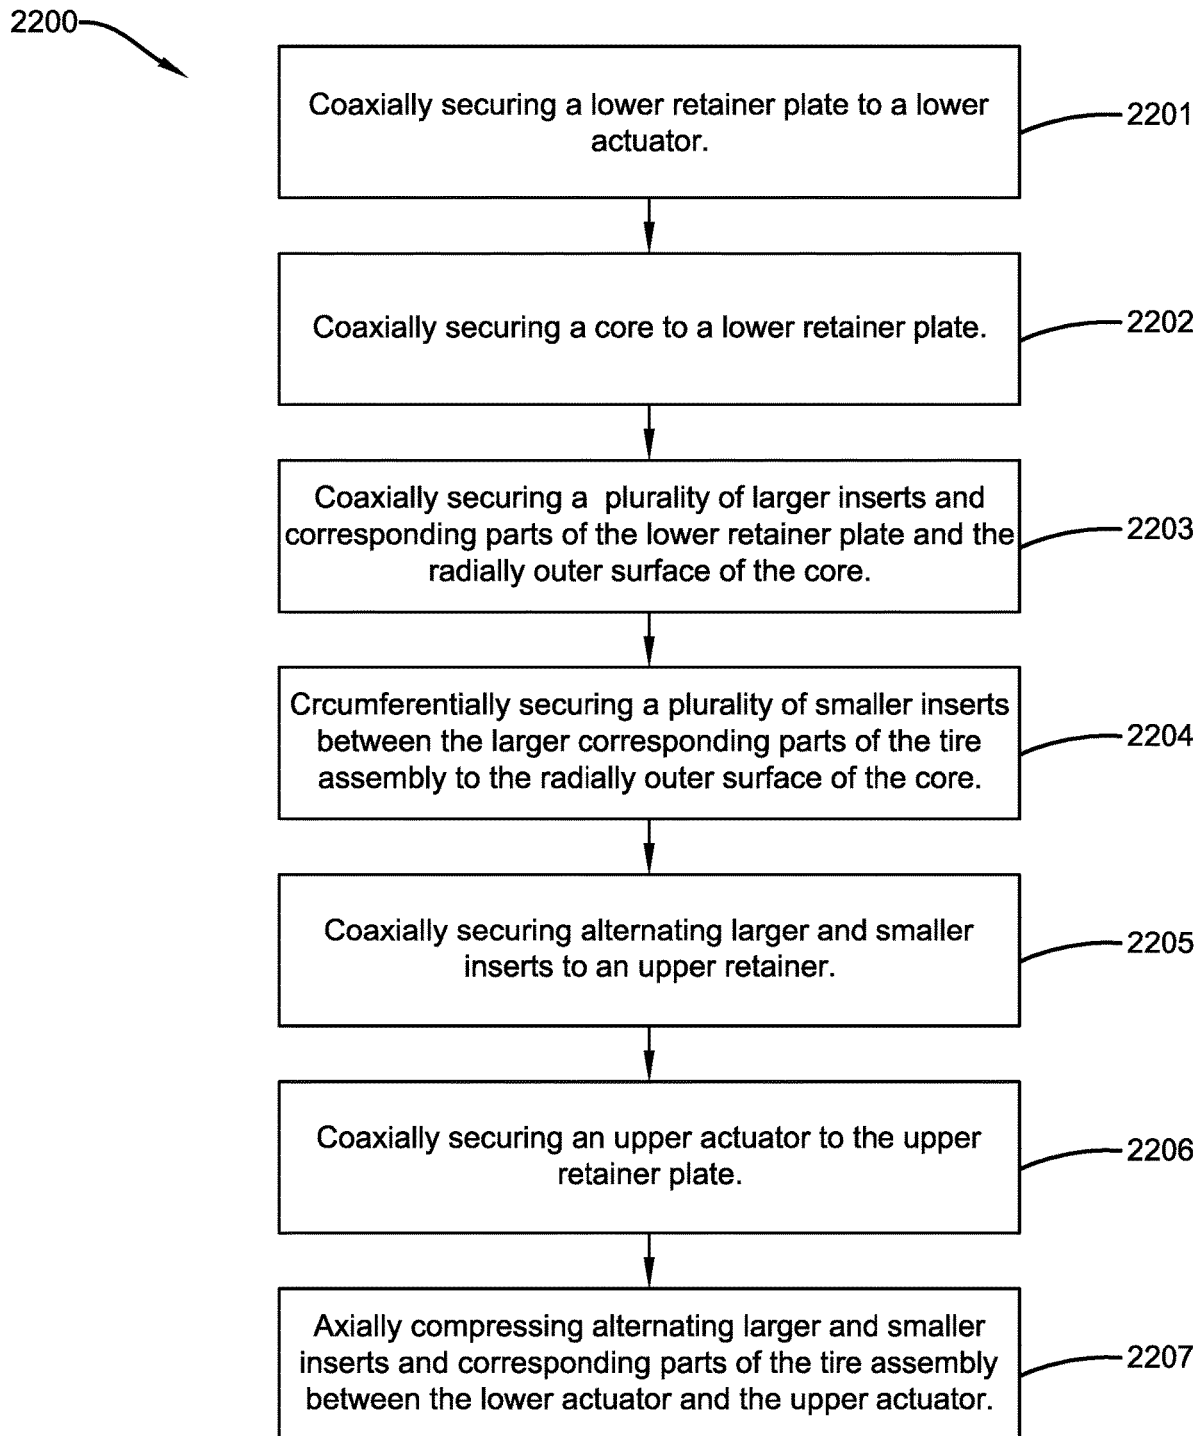 2200
Coaxially securing a lower retainer plate to a lower
actuator.
2201
Coaxially securing a core to a lower retainer plate.
2202
Coaxially securing a plurality of larger inserts and
corresponding parts of the lower retainer plate and the
radially outer surface of the core.
2203
Crcumferentially securing a plurality of smaller inserts
between the larger corresponding parts of the tire
assembly to the radially outer surface of the core.
2204
Coaxially securing alternating larger and smaller
inserts to an upper retainer.
2205
Coaxially securing an upper actuator to the upper
retainer plate.
2206
Axially compressing alternating larger and smaller
inserts and corresponding parts of the tire assembly
between the lower actuator and the upper actuator.
2207